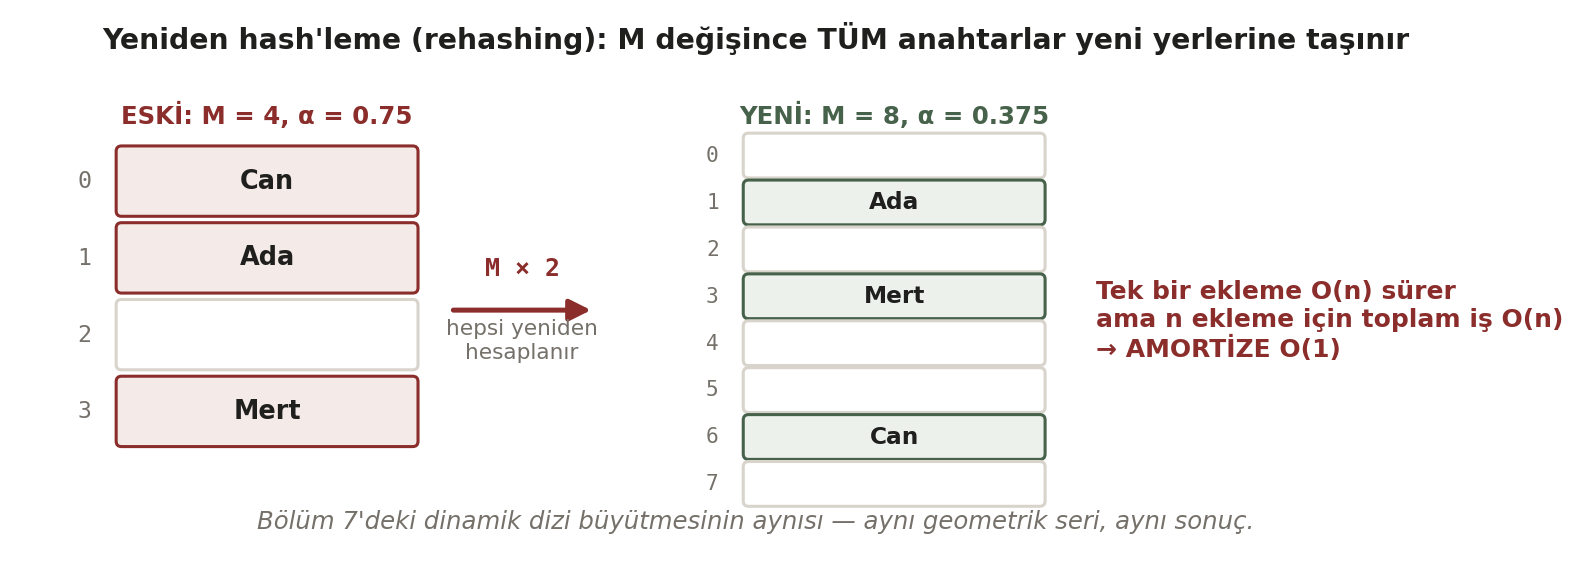 Yeniden hash'leme (rehashing): M değişince TÜM anahtarlar yeni yerlerine taşınır
ESKİ: M = 4, α = 0.75
0
Can
1
Ada
2
3
Mert
M × 2
hepsi yeniden
hesaplanır
YENİ: M = 8, α = 0.375
0
1
Ada
2
3
Mert
4
5
6
Can
7
Tek bir ekleme O(n) sürer
ama n ekleme için toplam iş O(n)
→ AMORTİZE O(1)
Bölüm 7'deki dinamik dizi büyütmesinin aynısı — aynı geometrik seri, aynı sonuç.